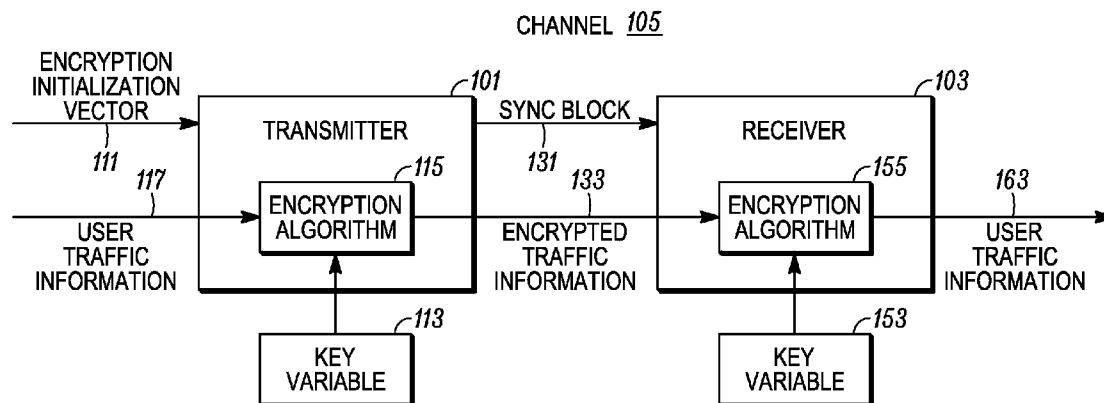 CHANNEL 105
ENCRYPTION
INITIALIZATION
VECTOR
111
101
TRANSMITTER
SYNC BLOCK
131
103
RECEIVER
117
USER
TRAFFIC
INFORMATION
115
ENCRYPTION
ALGORITHM
133
ENCRYPTED
TRAFFIC
INFORMATION
155
ENCRYPTION
ALGORITHM
163
USER
TRAFFIC
INFORMATION
113
KEY
VARIABLE
153
KEY
VARIABLE